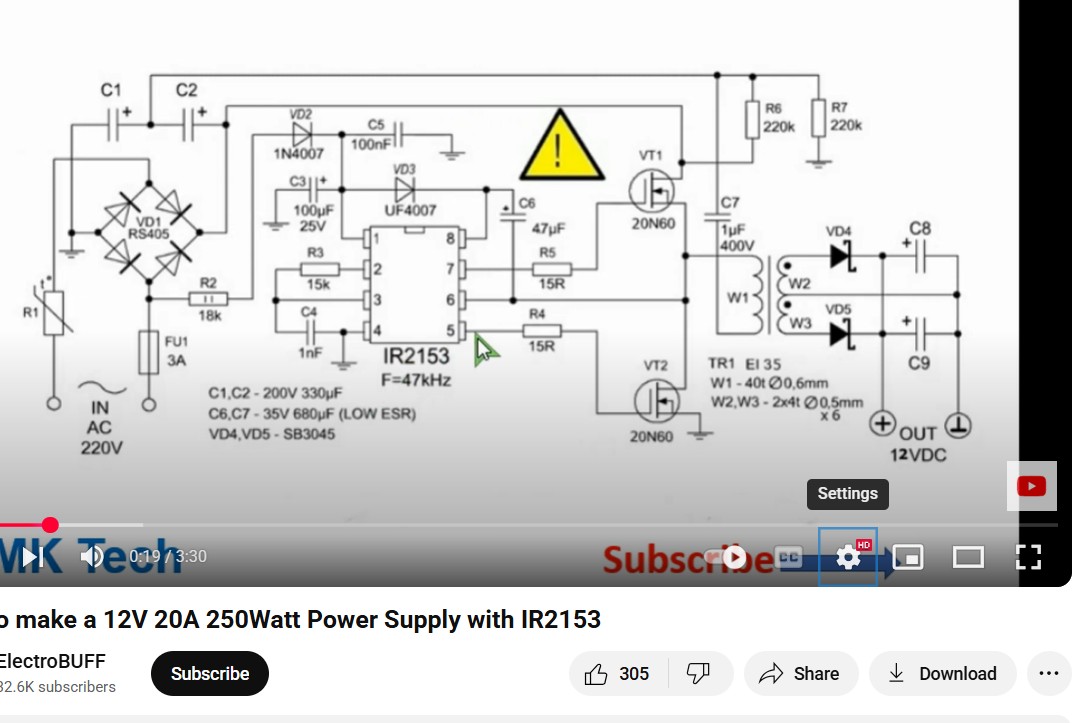 C1
C2
+
+
VD2
1N4007
C5
100nF
C3
+
100µF
25V
VD3
UF4007
!
VT1
20N60
R6
220k
R7
220k
C6
+
47µF
C7
1µF
400V
VD1
RS405
R3
15k
R5
15R
1
2
3
4
8
7
6
5
IR2153
F=47kHz
C4
1nF
R4
15R
R2
18k
t°
R1
FU1
3A
IN
AC
220V
C1,C2 - 200V 330µF
C6,C7 - 35V 680µF (LOW ESR)
VD4,VD5 - SB3045
VT2
20N60
W1
W2
W3
VD4
VD5
C8
+
C9
+
TR1 EI 35
W1 - 40t Ø0,6mm
W2,W3 - 2x4t Ø0,5mm
x 6
+
OUT
12VDC
Settings
MK Tech
0:19 / 3:30
Subscribe
CC
HD
o make a 12V 20A 250Watt Power Supply with IR2153
ElectroBUFF
32.6K subscribers
Subscribe
305
Share
Download
...